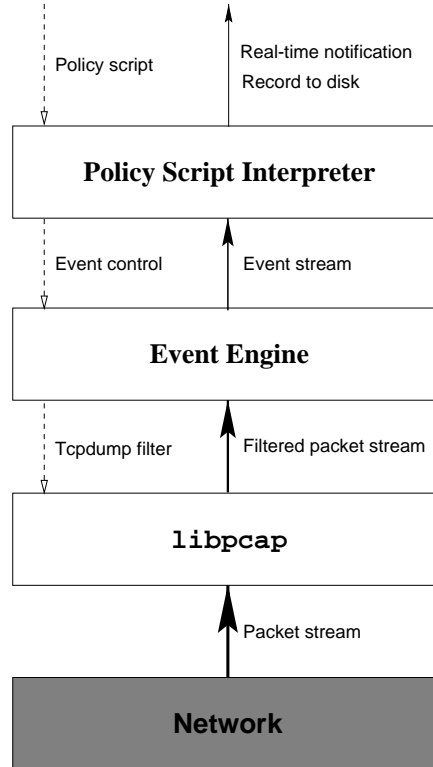 Policy script
Real-time notification
Record to disk
Policy Script Interpreter
Event control
Event stream
Event Engine
Tcpdump filter
Filtered packet stream
libpcap
Packet stream
Network